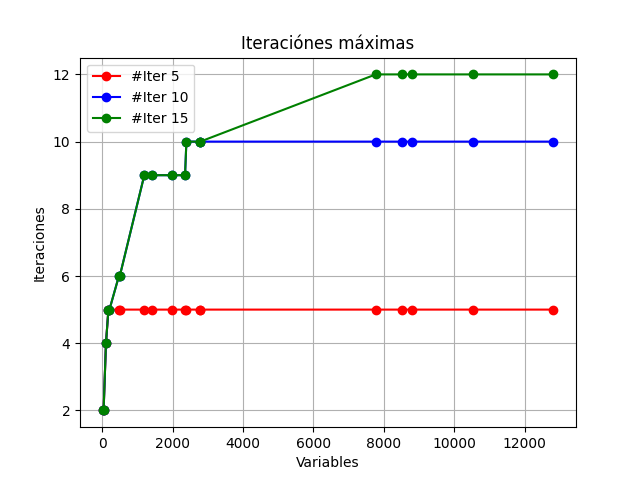 Iteraciónes máximas
#Iter 5
#Iter 10
#Iter 15
12
10
8
6
4
2
Iteraciones
0 2000 4000 6000 8000 10000 12000
Variables